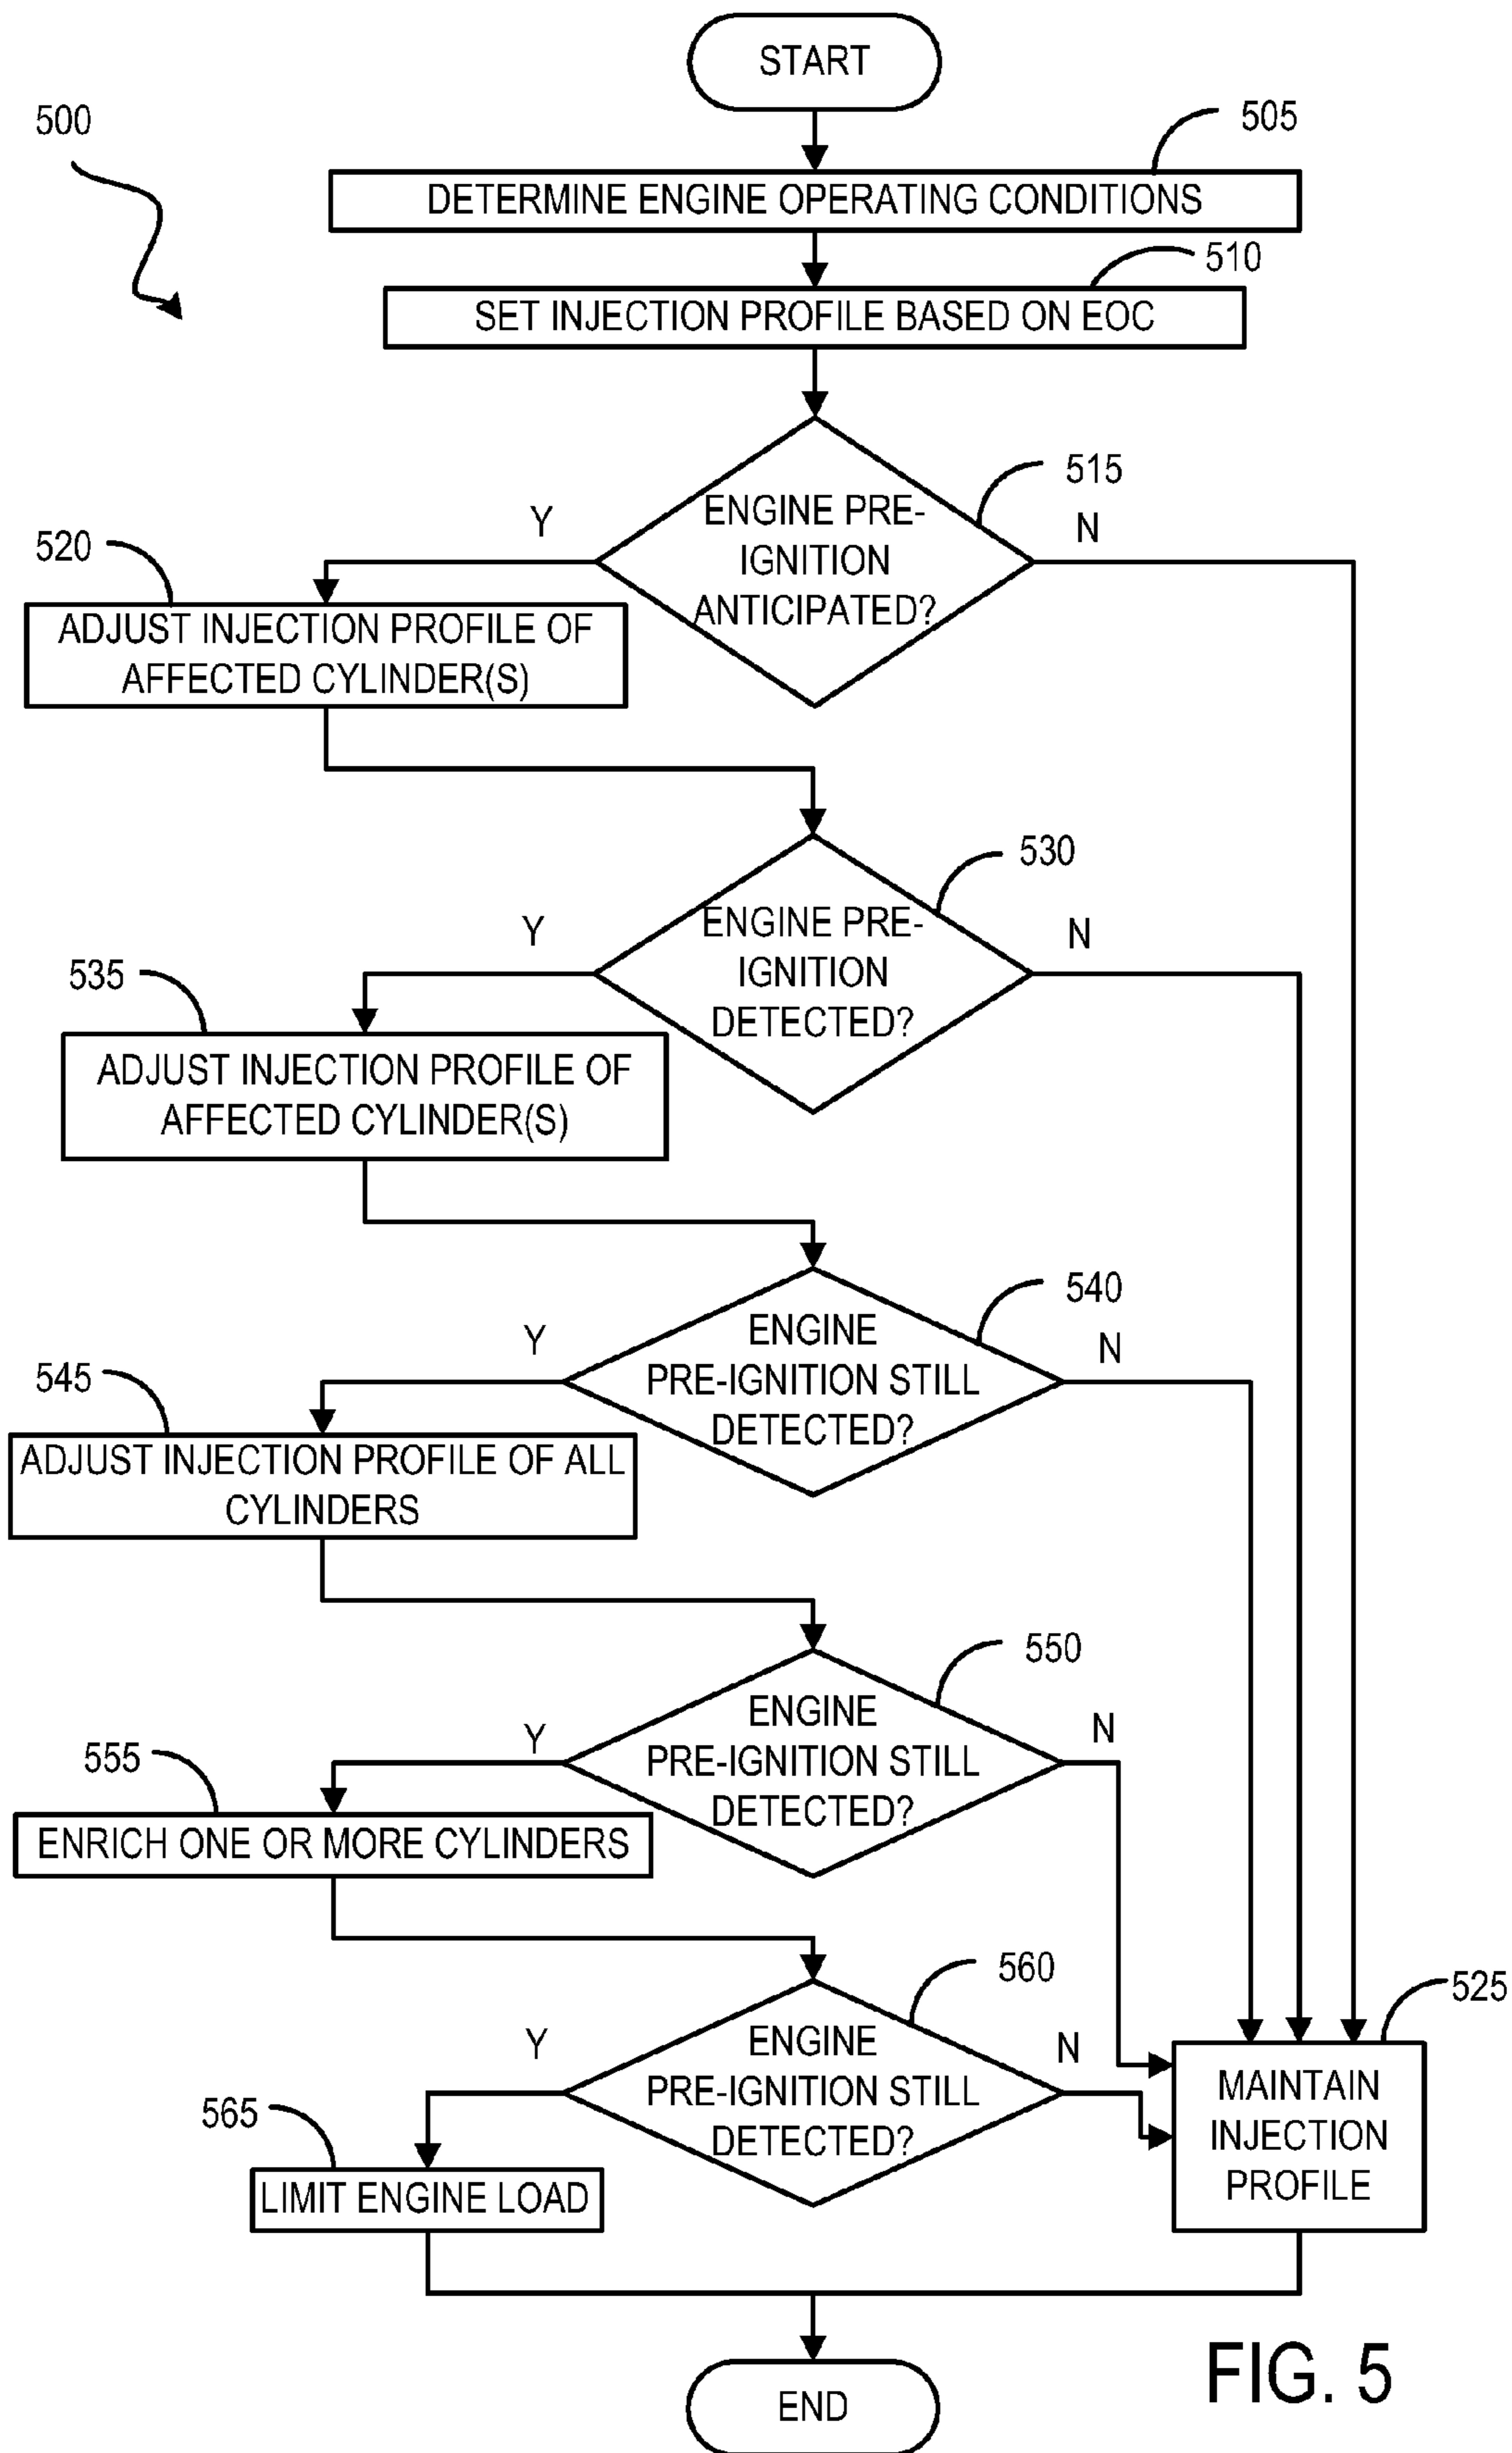 START
500
505
DETERMINE ENGINE OPERATING CONDITIONS
510
SET INJECTION PROFILE BASED ON EOC
515
Y
N
ENGINE PRE-
IGNITION
ANTICIPATED?
520
ADJUST INJECTION PROFILE OF
AFFECTED CYLINDER(S)
530
Y
N
ENGINE PRE-
IGNITION
DETECTED?
535
ADJUST INJECTION PROFILE OF
AFFECTED CYLINDER(S)
540
Y
N
ENGINE
PRE-IGNITION STILL
DETECTED?
545
ADJUST INJECTION PROFILE OF ALL
CYLINDERS
550
Y
N
ENGINE
PRE-IGNITION STILL
DETECTED?
555
ENRICH ONE OR MORE CYLINDERS
560
525
Y
N
ENGINE
PRE-IGNITION STILL
DETECTED?
565
LIMIT ENGINE LOAD
MAINTAIN
INJECTION
PROFILE
END
FIG. 5